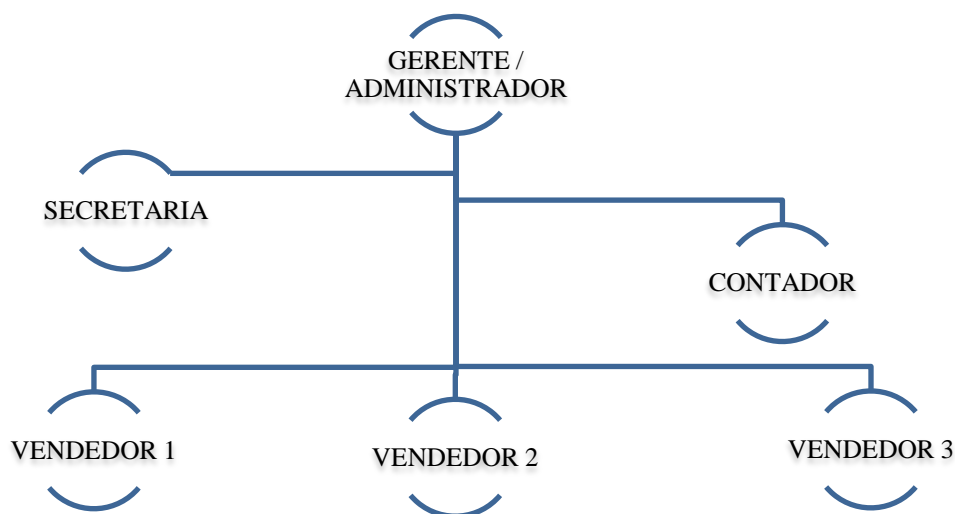 GERENTE /
ADMINISTRADOR
SECRETARIA
CONTADOR
VENDEDOR 1
VENDEDOR 2
VENDEDOR 3